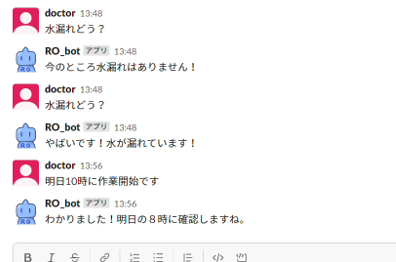 doctor 13:48
水漏れどう？
RO_bot アプリ 13:48
今のところ水漏れはありません！
doctor 13:48
水漏れどう？
RO_bot アプリ 13:48
やばいです！水が漏れています！
doctor 13:56
明日10時に作業開始です
RO_bot アプリ 13:56
わかりました！明日の８時に確認しますね。
B I S